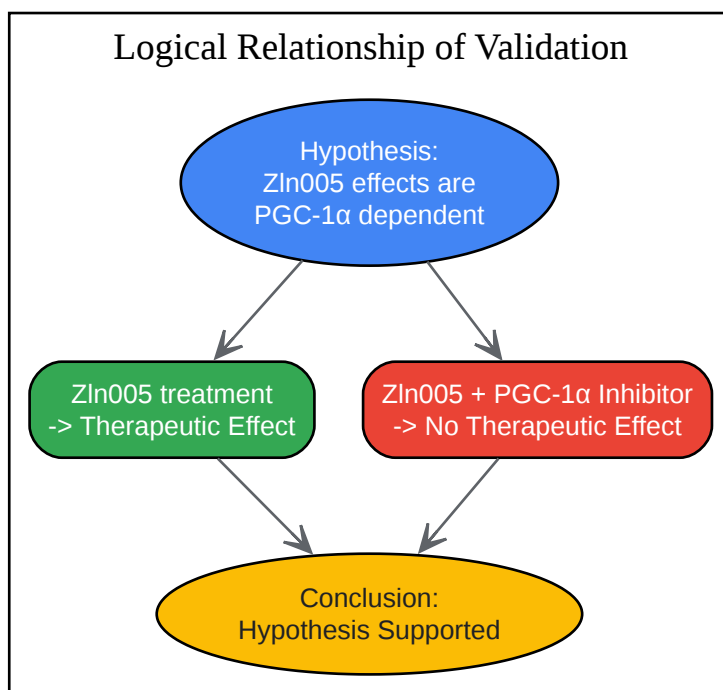 Logical Relationship of Validation
Hypothesis:
Zln005 effects are
PGC-1α dependent
Zln005 treatment
-> Therapeutic Effect
Zln005 + PGC-1α Inhibitor
-> No Therapeutic Effect
Conclusion:
Hypothesis Supported